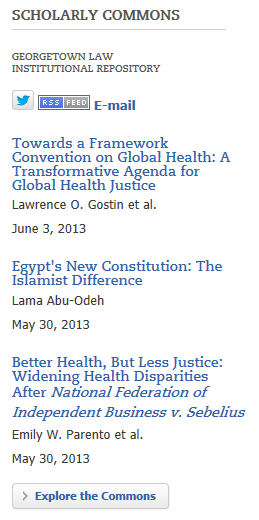 SCHOLARLY COMMONS
GEORGETOWN LAW
INSTITUTIONAL REPOSITORY
RSS FEED E-mail
Towards a Framework
Convention on Global Health: A
Transformative Agenda for
Global Health Justice
Lawrence O. Gostin et al.
June 3, 2013
Egypt's New Constitution: The
Islamist Difference
Lama Abu-Odeh
May 30, 2013
Better Health, But Less Justice:
Widening Health Disparities
After National Federation of
Independent Business v. Sebelius
Emily W. Parento et al.
May 30, 2013
Explore the Commons